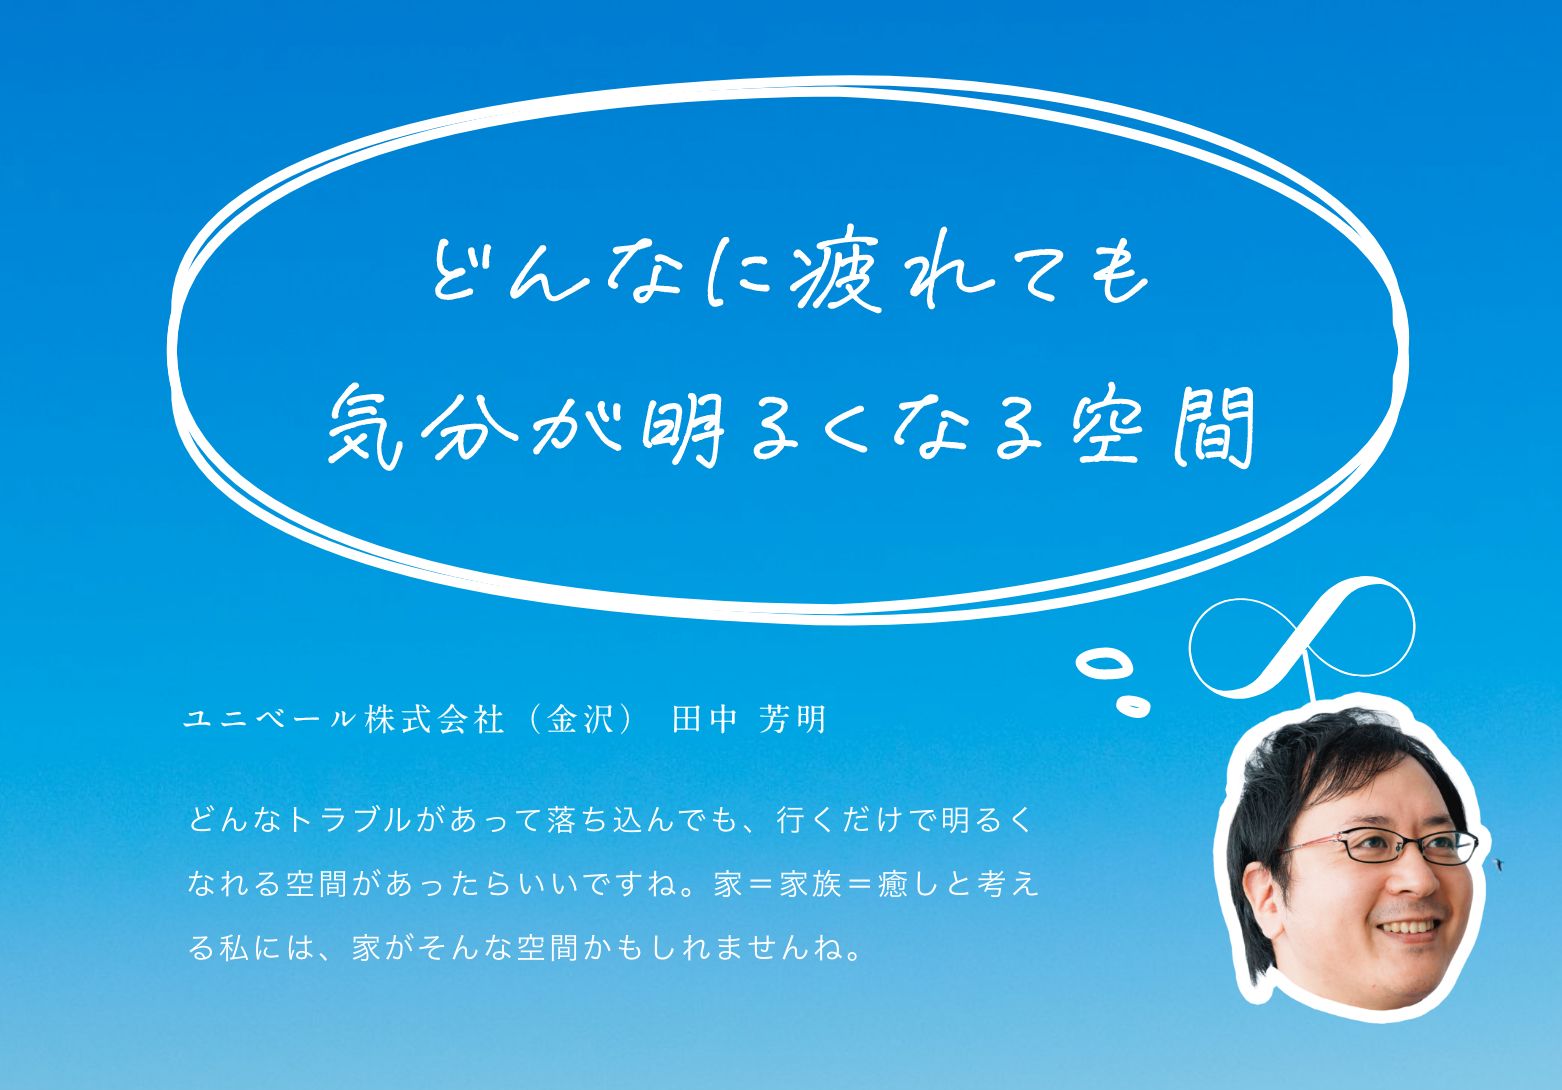 どんなに疲れても
気分が明るくなる空間
ユニベール株式会社（金沢） 田中 芳明
どんなトラブルがあって落ち込んでも、行くだけで明るく
なれる空間があったらいいですね。家＝家族＝癒しと考え
る私には、家がそんな空間かもしれませんね。